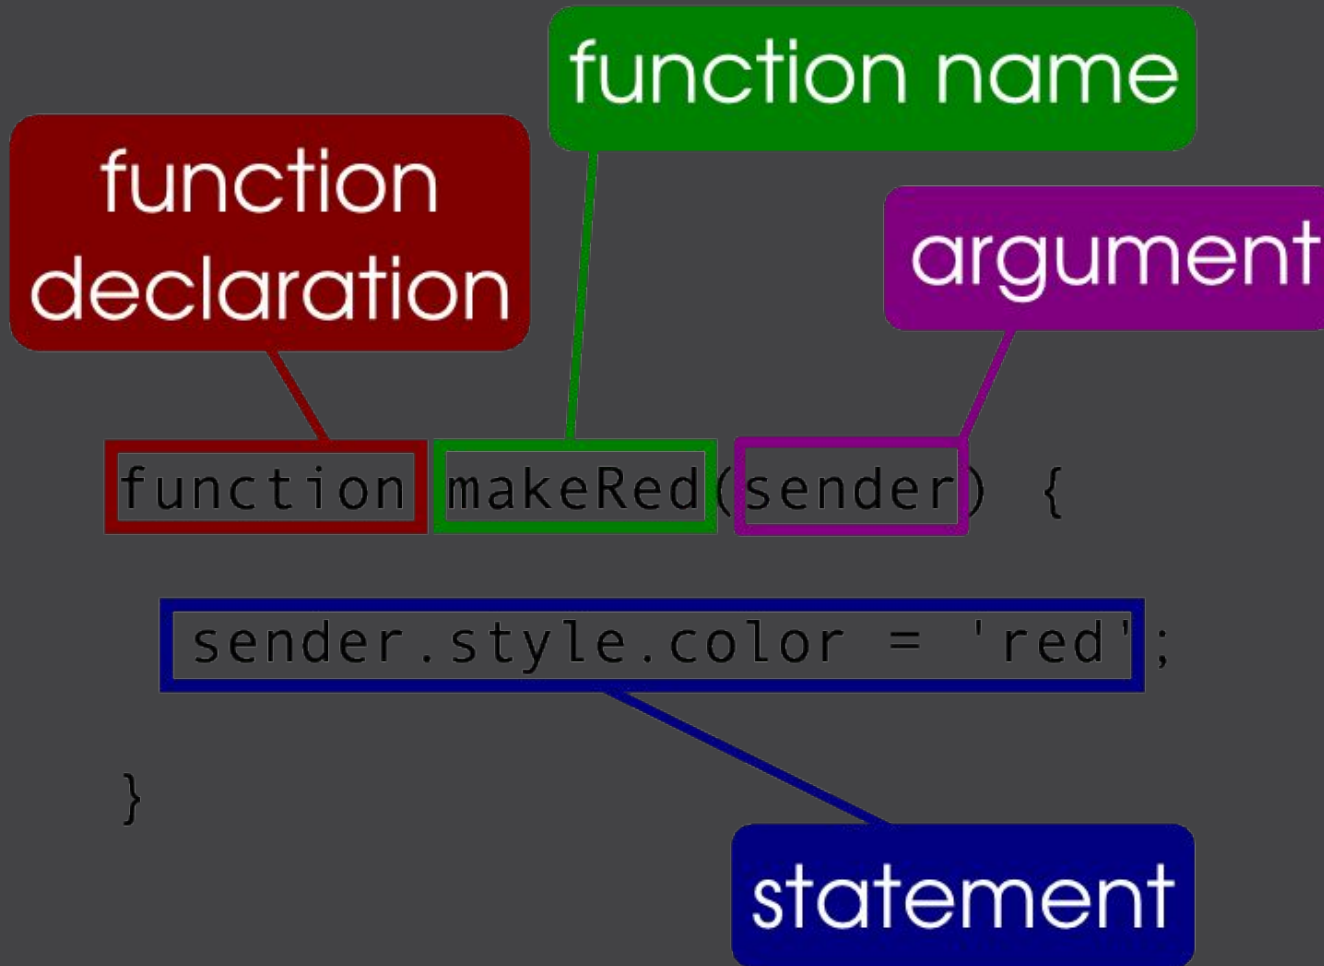 function name
function
declaration
argument
function makeRed(sender) {
sender.style.color = 'red';
}
statement